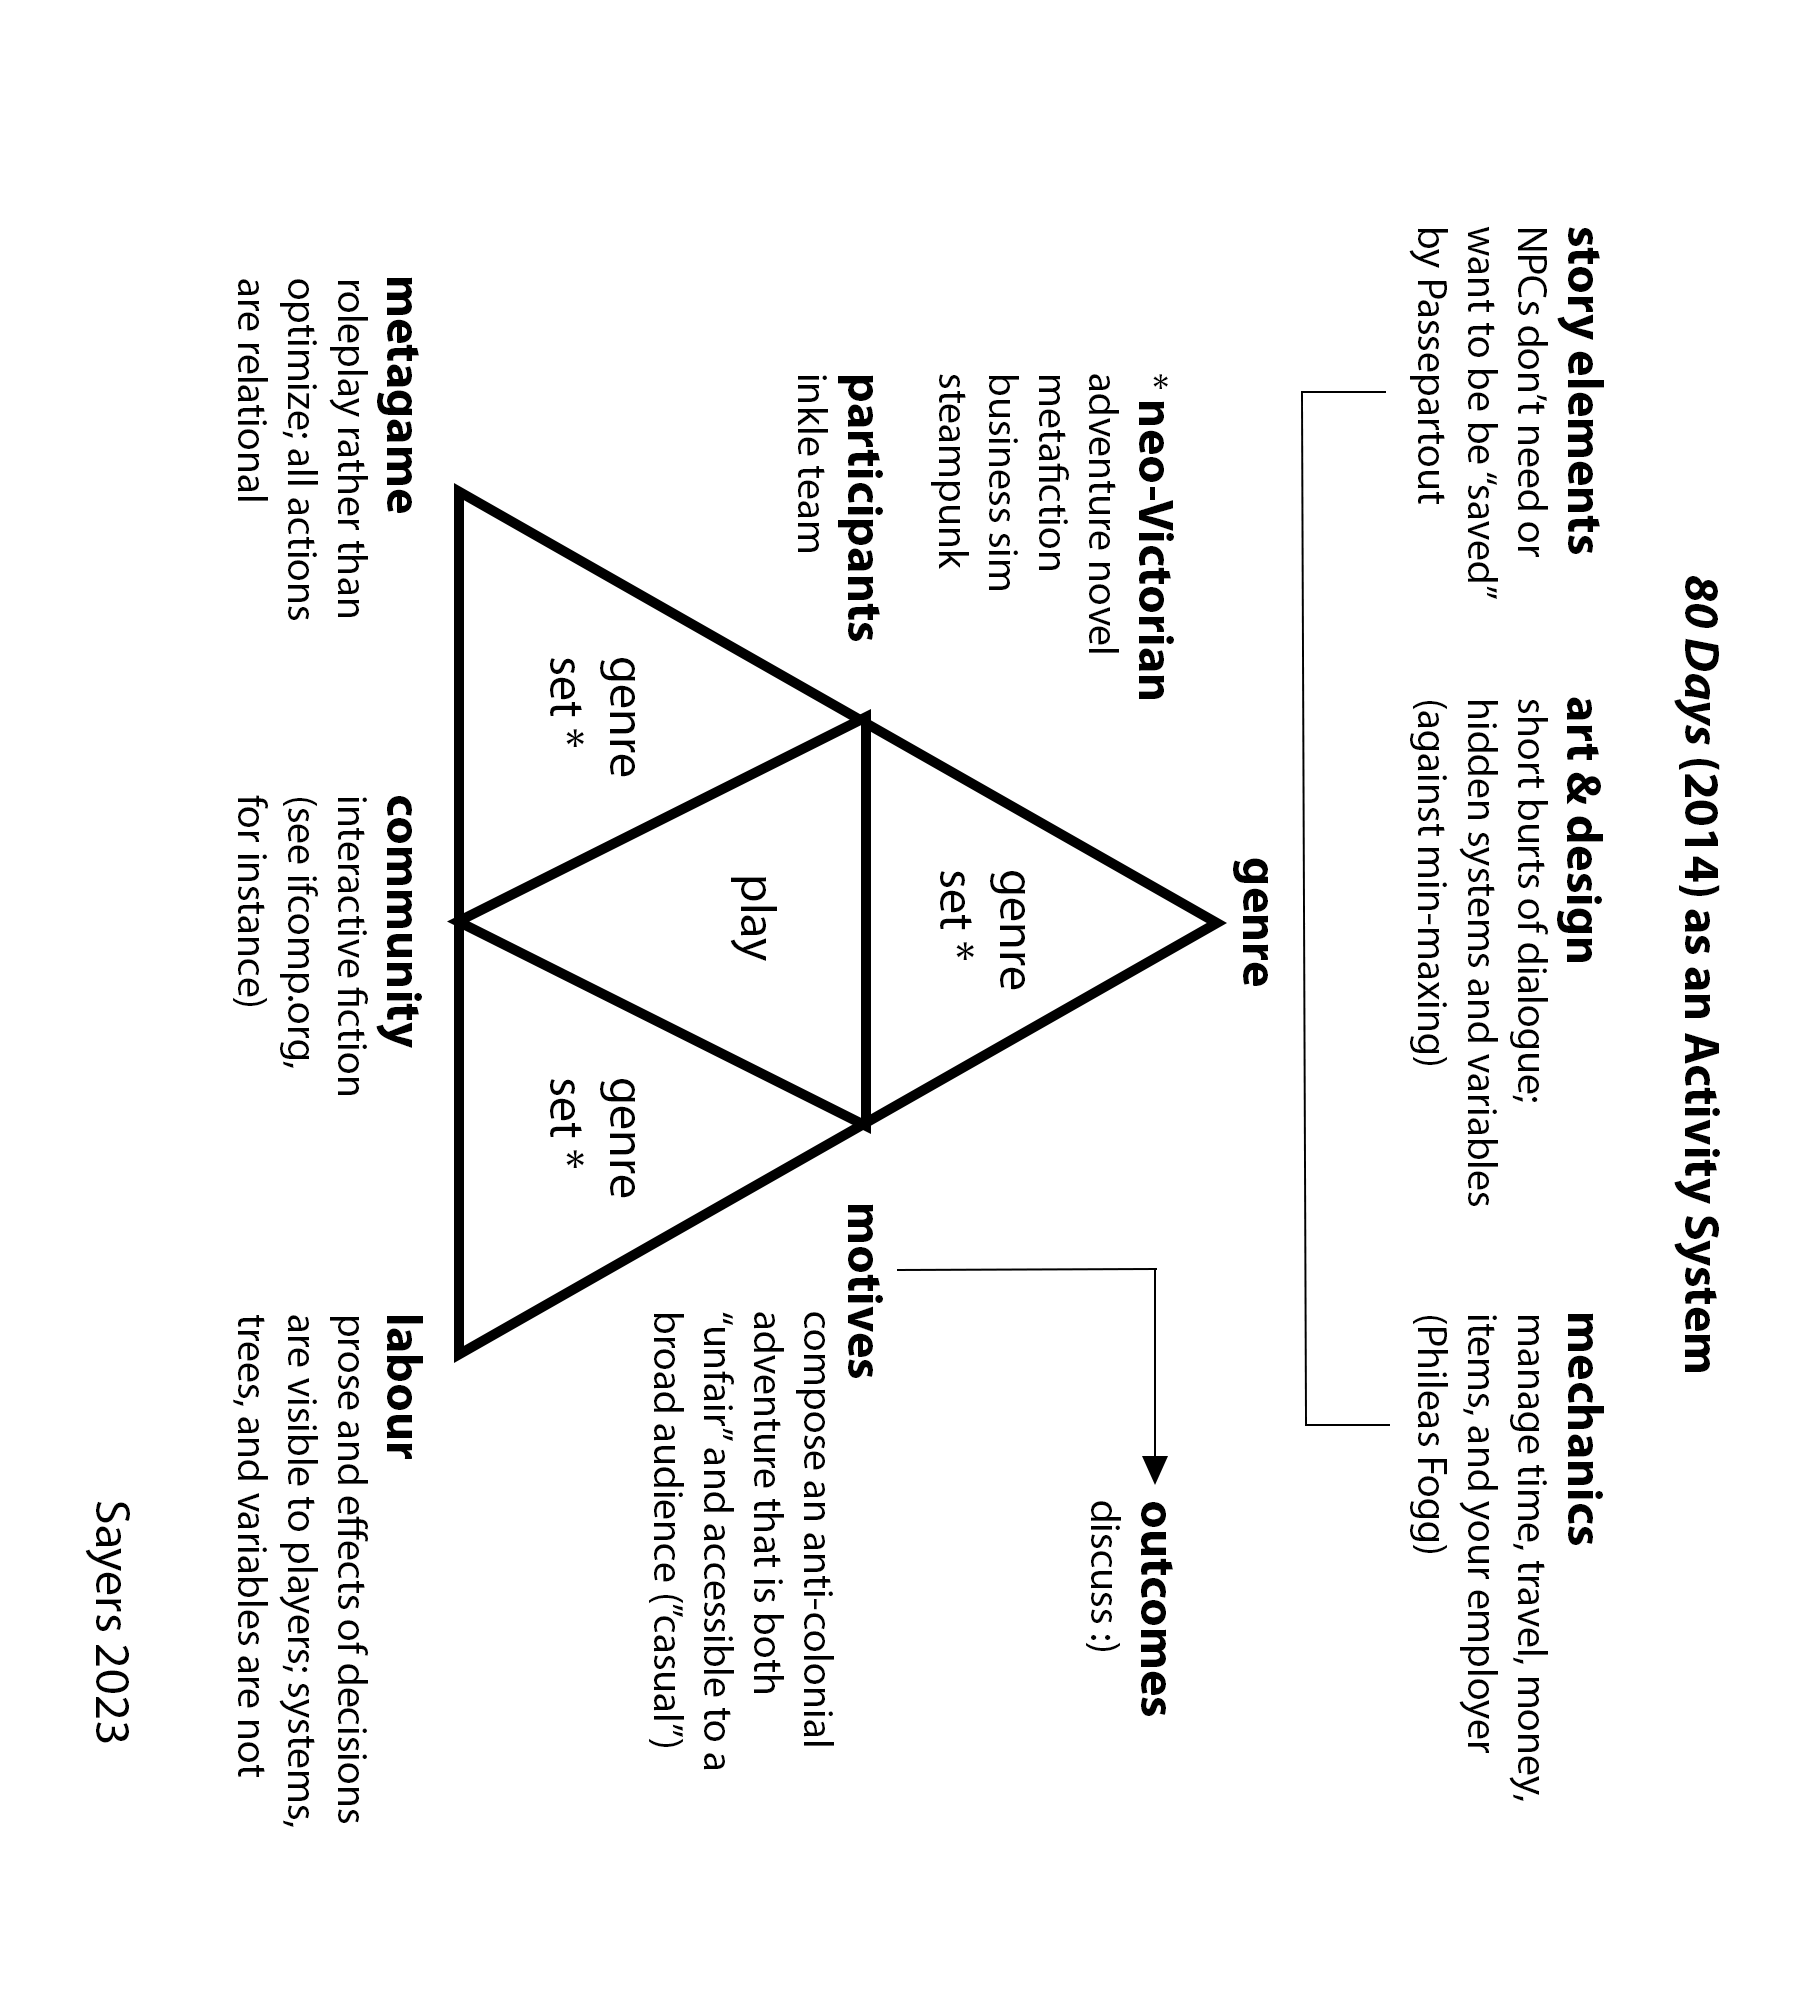 80 Days (2014) as an Activity System
story elements
NPCs don’t need or
want to be be “saved”
by Passepartout
art & design
short burts of dialogue;
hidden systems and variables
(against min-maxing)
mechanics
manage time, travel, money,
items, and your employer
(Phileas Fogg)
genre
* neo-Victorian
adventure novel
metafiction
business sim
steampunk
outcomes
discuss :)
genre
set *
participants
inkle team
motives
compose an anti-colonial
adventure that is both
“unfair” and accessible to a
broad audience (“casual”)
play
genre
set *
genre
set *
metagame
roleplay rather than
optimize; all actions
are relational
community
interactive fiction
(see ifcomp.org,
for instance)
labour
prose and effects of decisions
are visible to players; systems,
trees, and variables are not
Sayers 2023